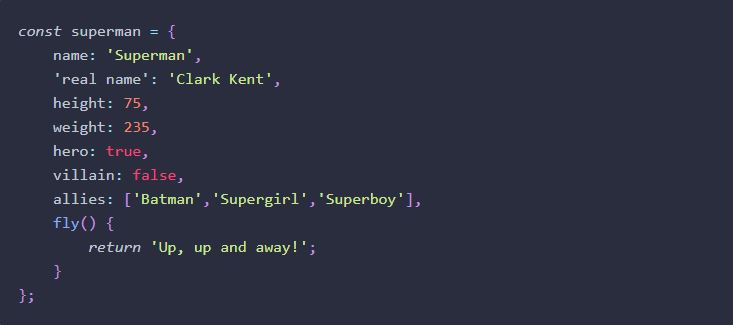 const superman = {
    name: 'Superman',
    'real name': 'Clark Kent',
    height: 75,
    weight: 235,
    hero: true,
    villain: false,
    allies: ['Batman','Supergirl','Superboy'],
    fly() {
        return 'Up, up and away!';
    }
};